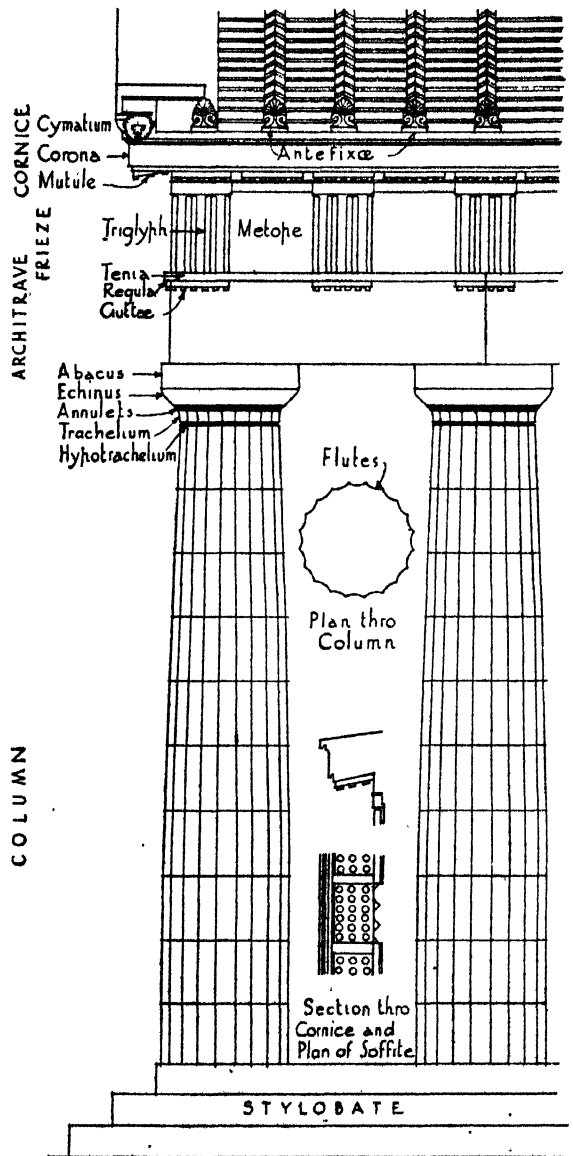 CORNICE
FRIEZE
ARCHITRAVE
COLUMN
Cymatium
Corona
Mutule
Antefixæ
Triglyph
Metope
Tenia
Regula
Guttae
Abacus
Echinus
Annulets
Trachelium
Hypotrachelium
Flutes
Plan thro
Column
Section thro
Cornice and
Plan of Soffite
STYLOBATE